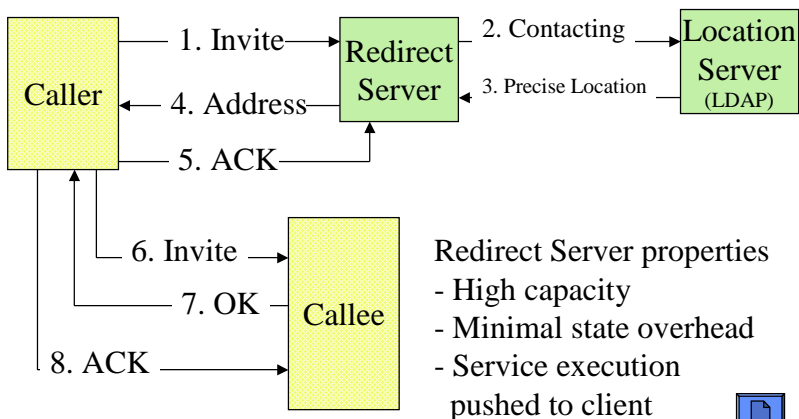 1. Invite
2. Contacting
Location
Server
(LDAP)
Redirect
Server
Caller
3. Precise Location
4. Address
5. ACK
6. Invite
7. OK
8. ACK
Callee
Redirect Server properties
- High capacity
- Minimal state overhead
- Service execution
pushed to client